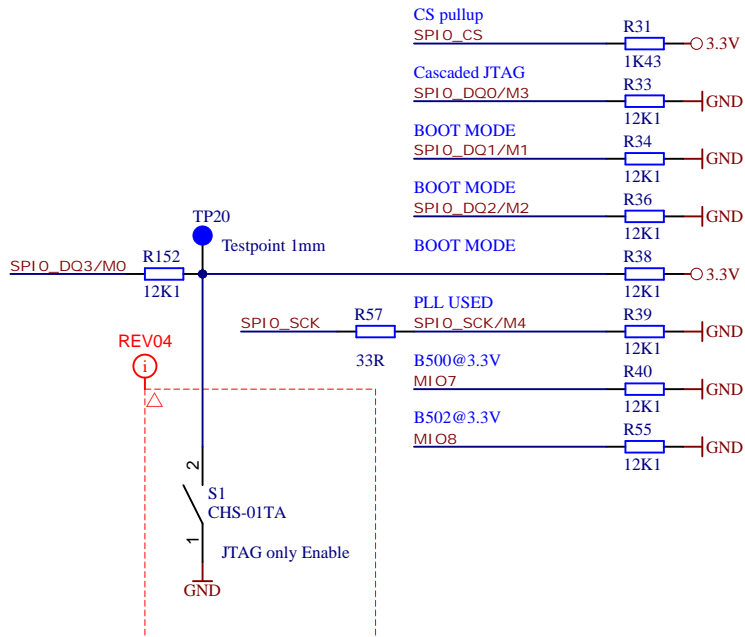 CS pullup
SPI0_CS
R31
3.3V
1K43
Cascaded JTAG
SPI0_DQ0/M3
R33
GND
12K1
BOOT MODE
SPI0_DQ1/M1
R34
GND
12K1
BOOT MODE
SPI0_DQ2/M2
R36
GND
12K1
TP20
Testpoint 1mm
BOOT MODE
SPI0_DQ3/M0
R152
12K1
R38
3.3V
12K1
PLL USED
SPI0_SCK
R57
33R
SPI0_SCK/M4
R39
GND
12K1
REV04
i
B500@3.3V
MIO7
R40
GND
12K1
B502@3.3V
MIO8
R55
GND
12K1
2
S1
CHS-01TA
1
JTAG only Enable
GND